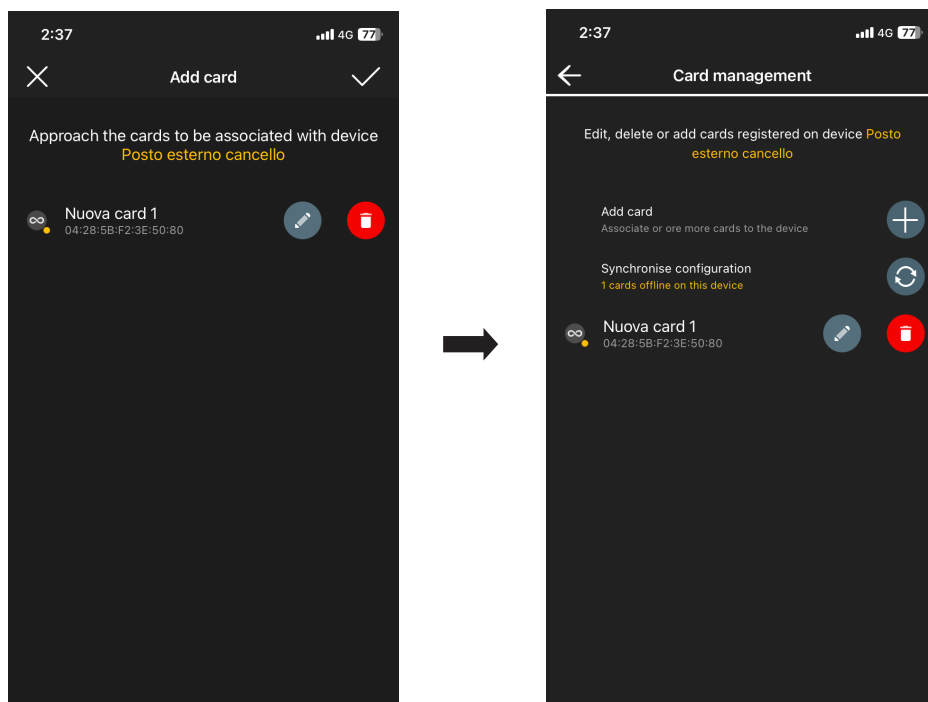 2:37
4G 77
Add card
Approach the cards to be associated with device
Posto esterno cancello
Nuova card 1
04:28:5B:F2:3E:50:80
2:37
4G 77
Card management
Edit, delete or add cards registered on device Posto
esterno cancello
Add card
Associate or ore more cards to the device
Synchronise configuration
1 cards offline on this device
Nuova card 1
04:28:5B:F2:3E:50:80